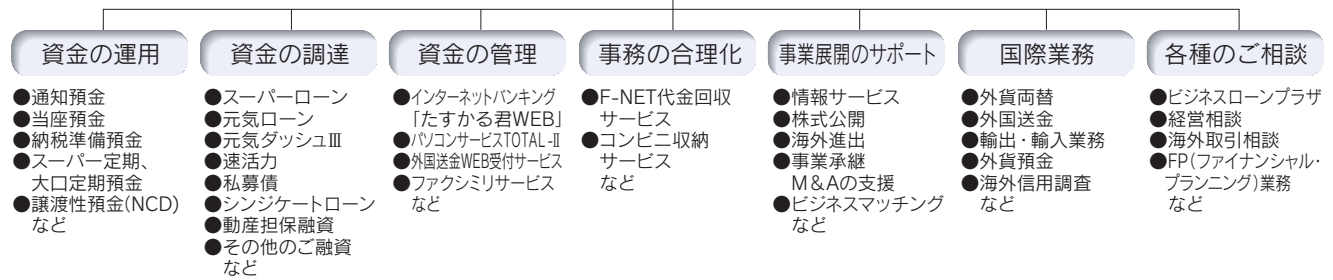 資金の運用
●通知預金
●当座預金
●納税準備預金
●スーパー定期、
大口定期預金
●譲渡性預金(NCD)
など
資金の調達
●スーパーローン
●元気ローン
●元気ダッシュⅢ
●速活力
●私募債
●シンジケートローン
●動産担保融資
●その他のご融資
など
資金の管理
●インターネットバンキング
「たすかる君WEB」
●パソコンサービスTOTAL-Ⅱ
●外国送金WEB受付サービス
●ファクシミリサービス
など
事務の合理化
●F-NET代金回収
サービス
●コンビニ収納
サービス
など
事業展開のサポート
●情報サービス
●株式公開
●海外進出
●事業承継
M&Aの支援
●ビジネスマッチング
など
国際業務
●外貨両替
●外国送金
●輸出・輸入業務
●外貨預金
●海外信用調査
など
各種のご相談
●ビジネスローンプラザ
●経営相談
●海外取引相談
●FP(ファイナンシャル・
プランニング)業務
など